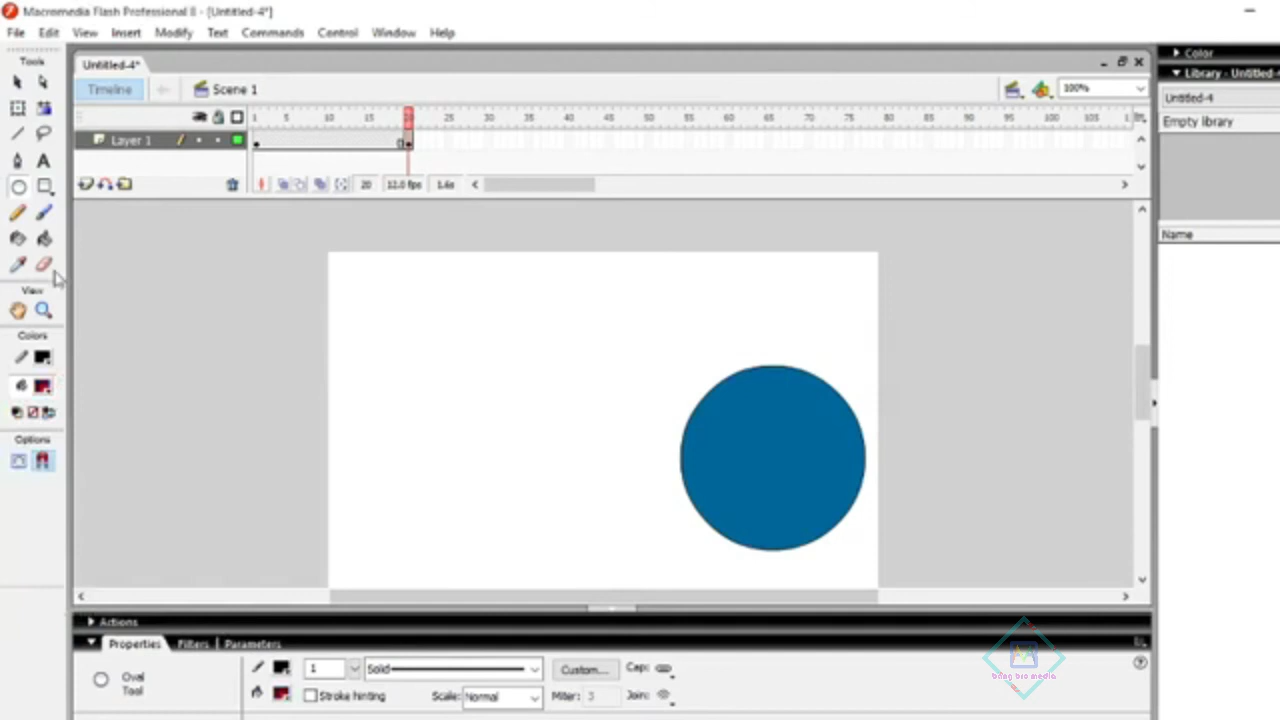 Macromedia Flash Professional 8 - [Untitled-4*]
File Edit View Insert Modify Text Commands Control Window Help
Tools
Untitled-4*
Color
Library - Untitled-
Timeline
Scene 1
100%
Untitled-4
1 5 10 15 20 25 30 35 40 45 50 55 60 65 70 75 80 85 90 95 100 105 1
Empty library
Layer 1
A
20 12.0 fps 1.6s
Name
View
Colors
Options
Actions
Properties Filters Parameters
Oval
Tool
1 Solid Custom... Cap:
Stroke hinting Scale: Normal Miter: 3 Join:
bang bro media